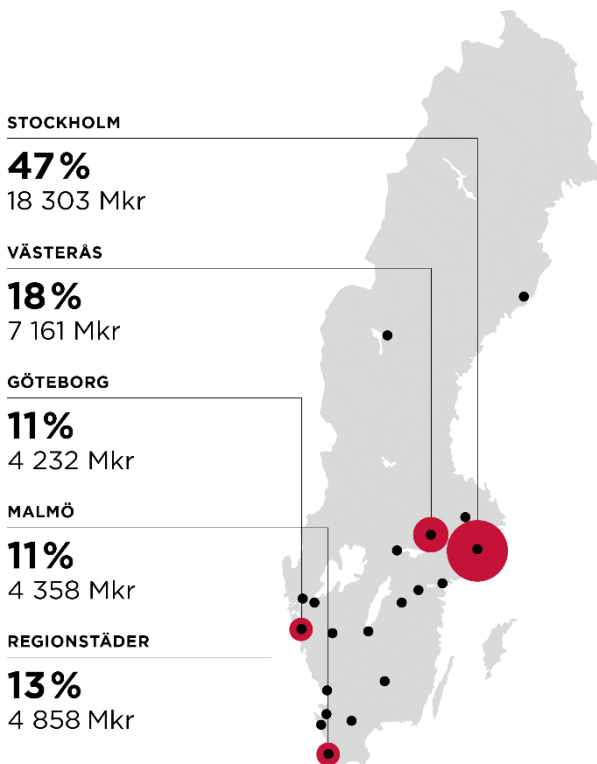 STOCKHOLM
47%
18 303 Mkr
VÄSTERÅS
18%
7 161 Mkr
GÖTEBORG
11%
4 232 Mkr
MALMÖ
11%
4 358 Mkr
REGIONSTÄDER
13%
4 858 Mkr